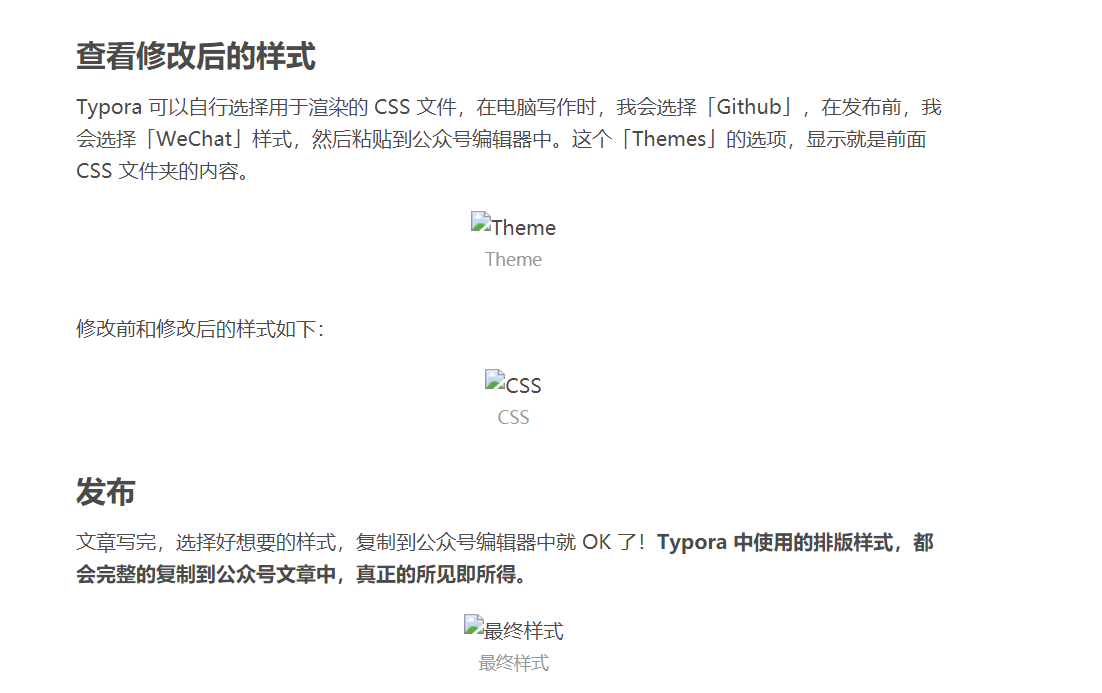 查看修改后的样式
Typora 可以自行选择用于渲染的 CSS 文件，在电脑写作时，我会选择「Github」，在发布前，我
会选择「WeChat」样式，然后粘贴到公众号编辑器中。这个「Themes」的选项，显示就是前面
CSS 文件夹的内容。
Theme
Theme
修改前和修改后的样式如下：
CSS
CSS
发布
文章写完，选择好想要的样式，复制到公众号编辑器中就 OK 了！Typora 中使用的排版样式，都
会完整的复制到公众号文章中，真正的所见即所得。
最终样式
最终样式